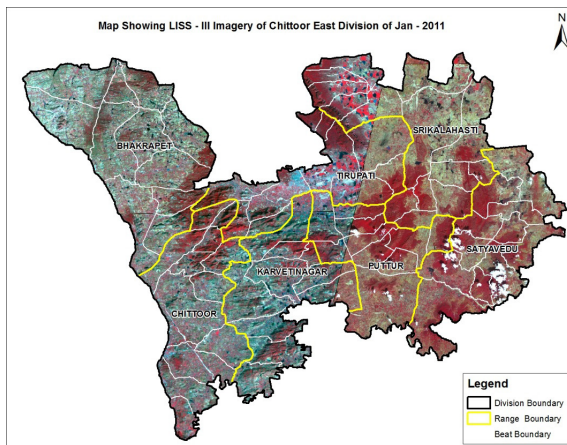 Map Showing LISS - III Imagery of Chittoor East Division of Jan - 2011
N
BHAKRAPET
SRIKALAHASTI
TIRUPATI
SATYAVEDU
KARVETINAGAR
PUTTUR
CHITTOOR
Legend
Division Boundary
Range Boundary
Beat Boundary